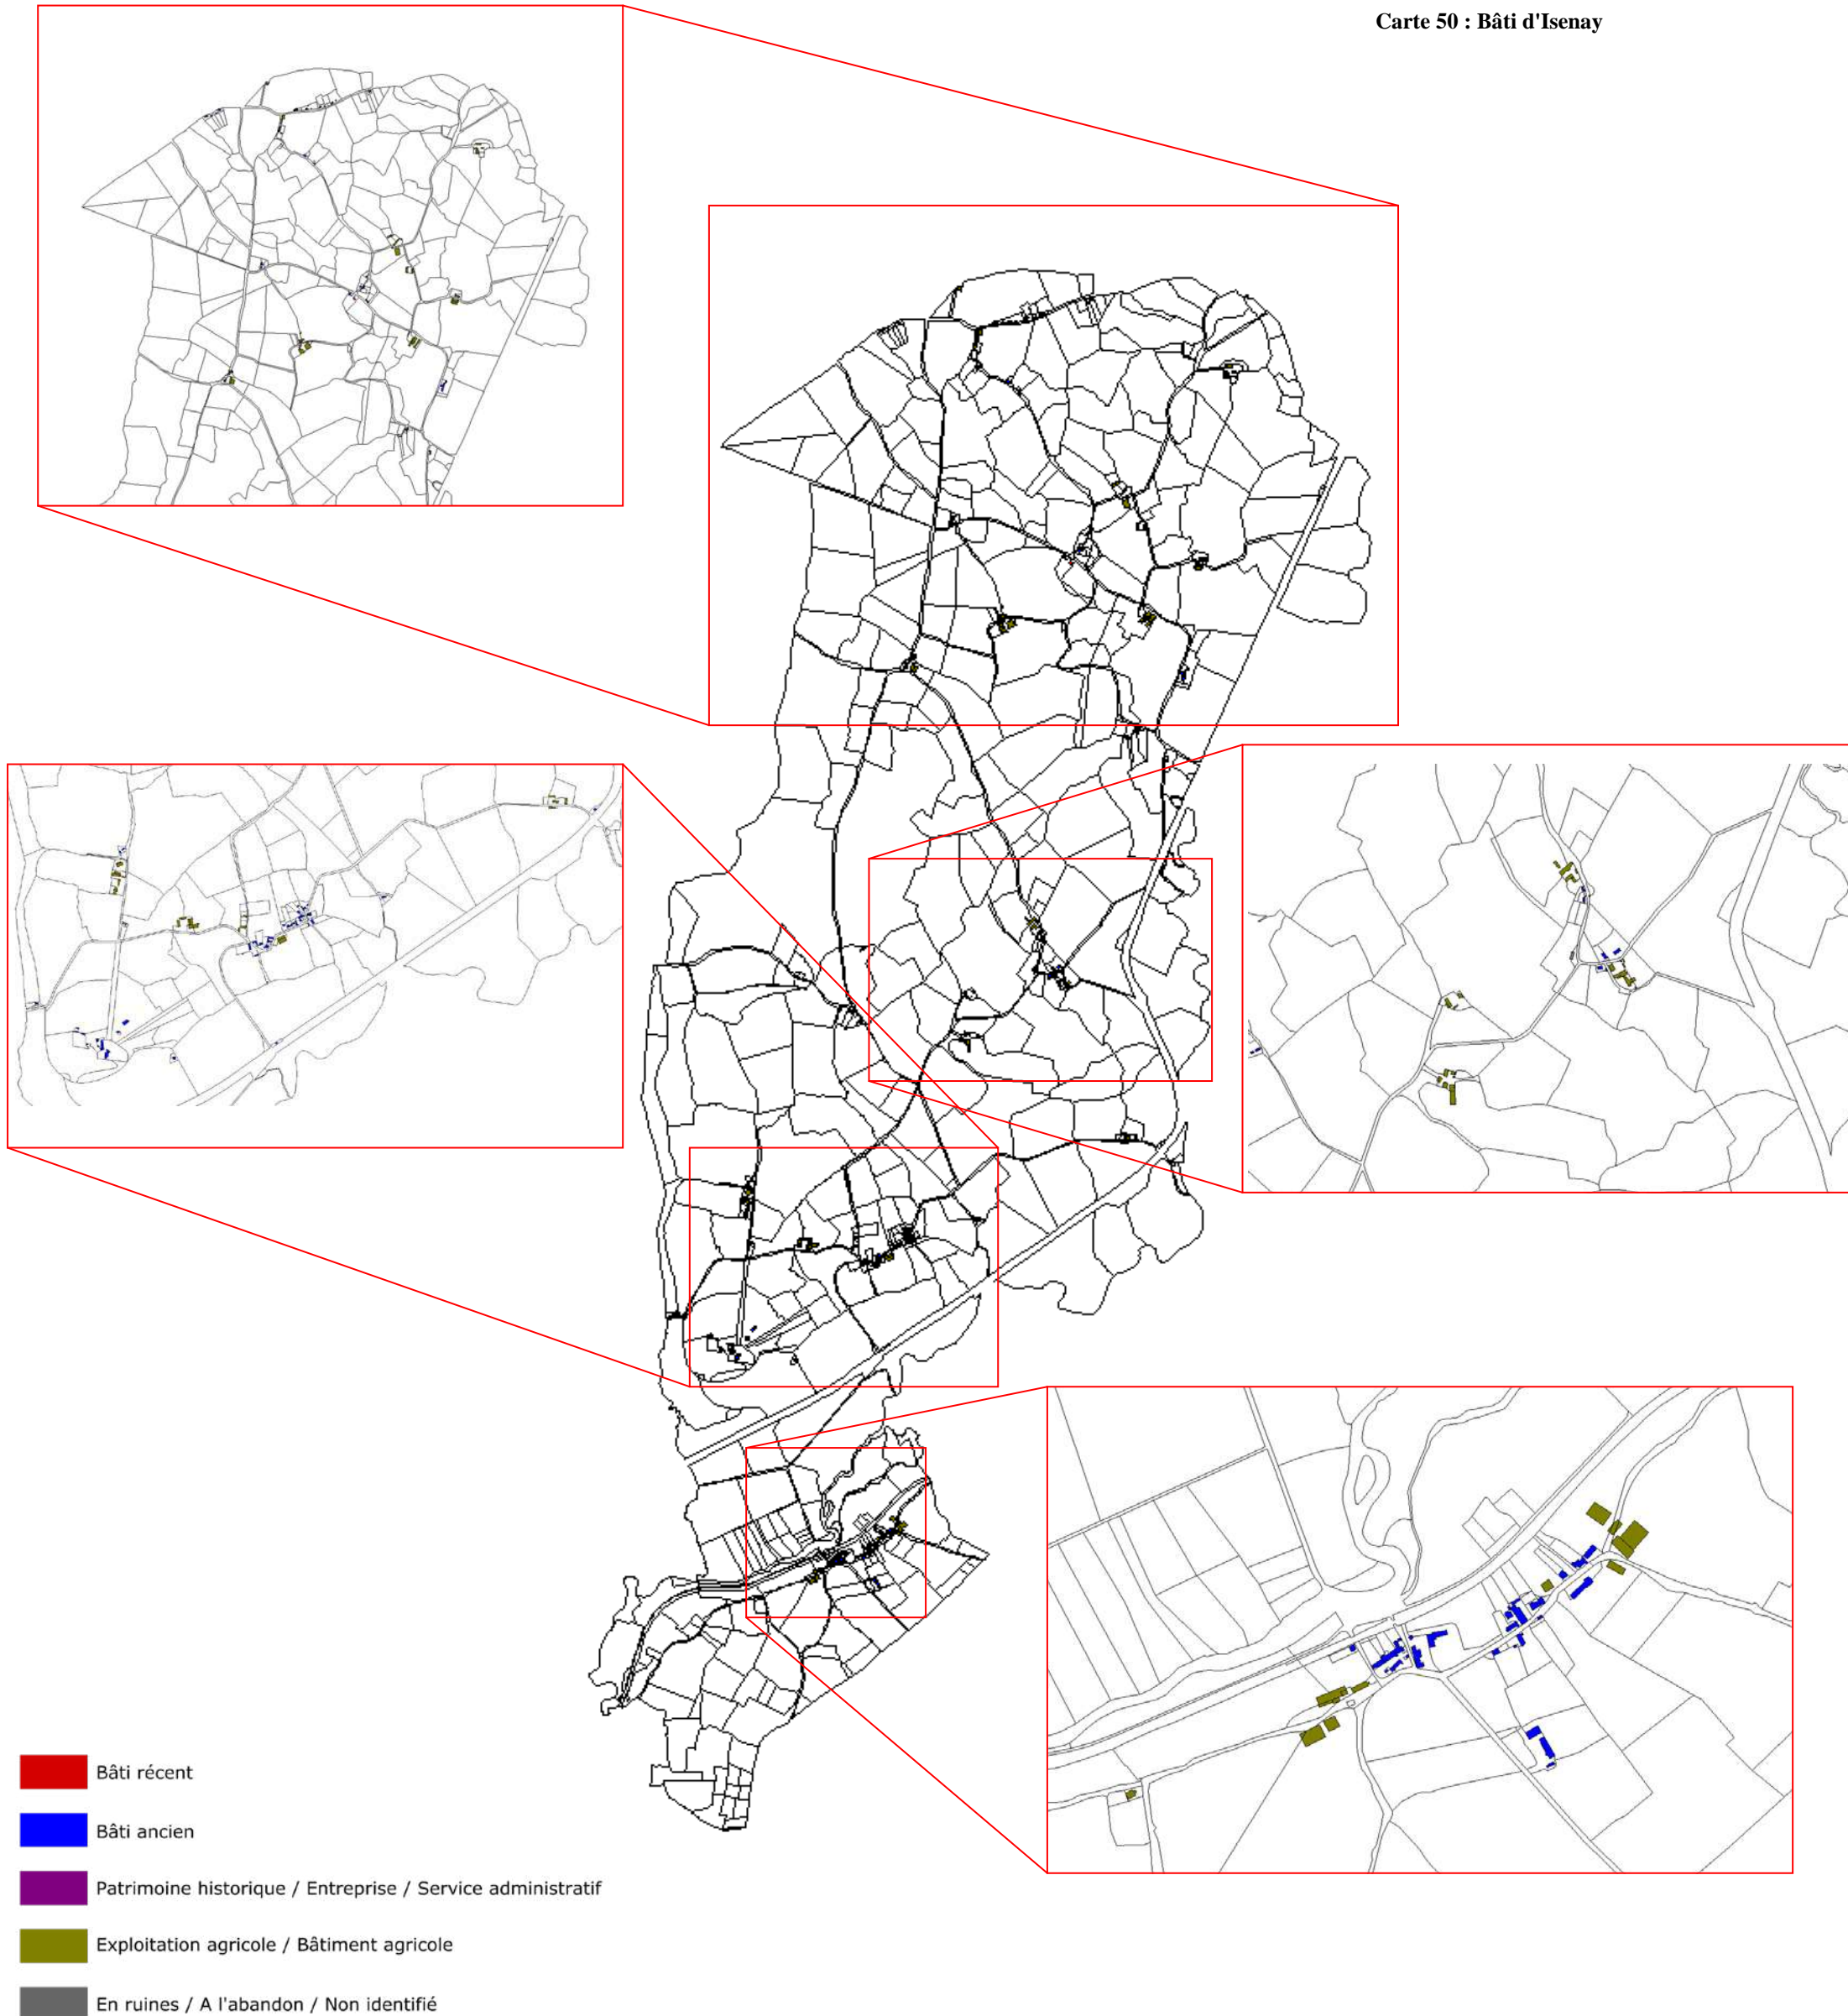 Carte 50 : Bâti d'Isenay
Bâti récent
Bâti ancien
Patrimoine historique / Entreprise / Service administratif
Exploitation agricole / Bâtiment agricole
En ruines / A l'abandon / Non identifié